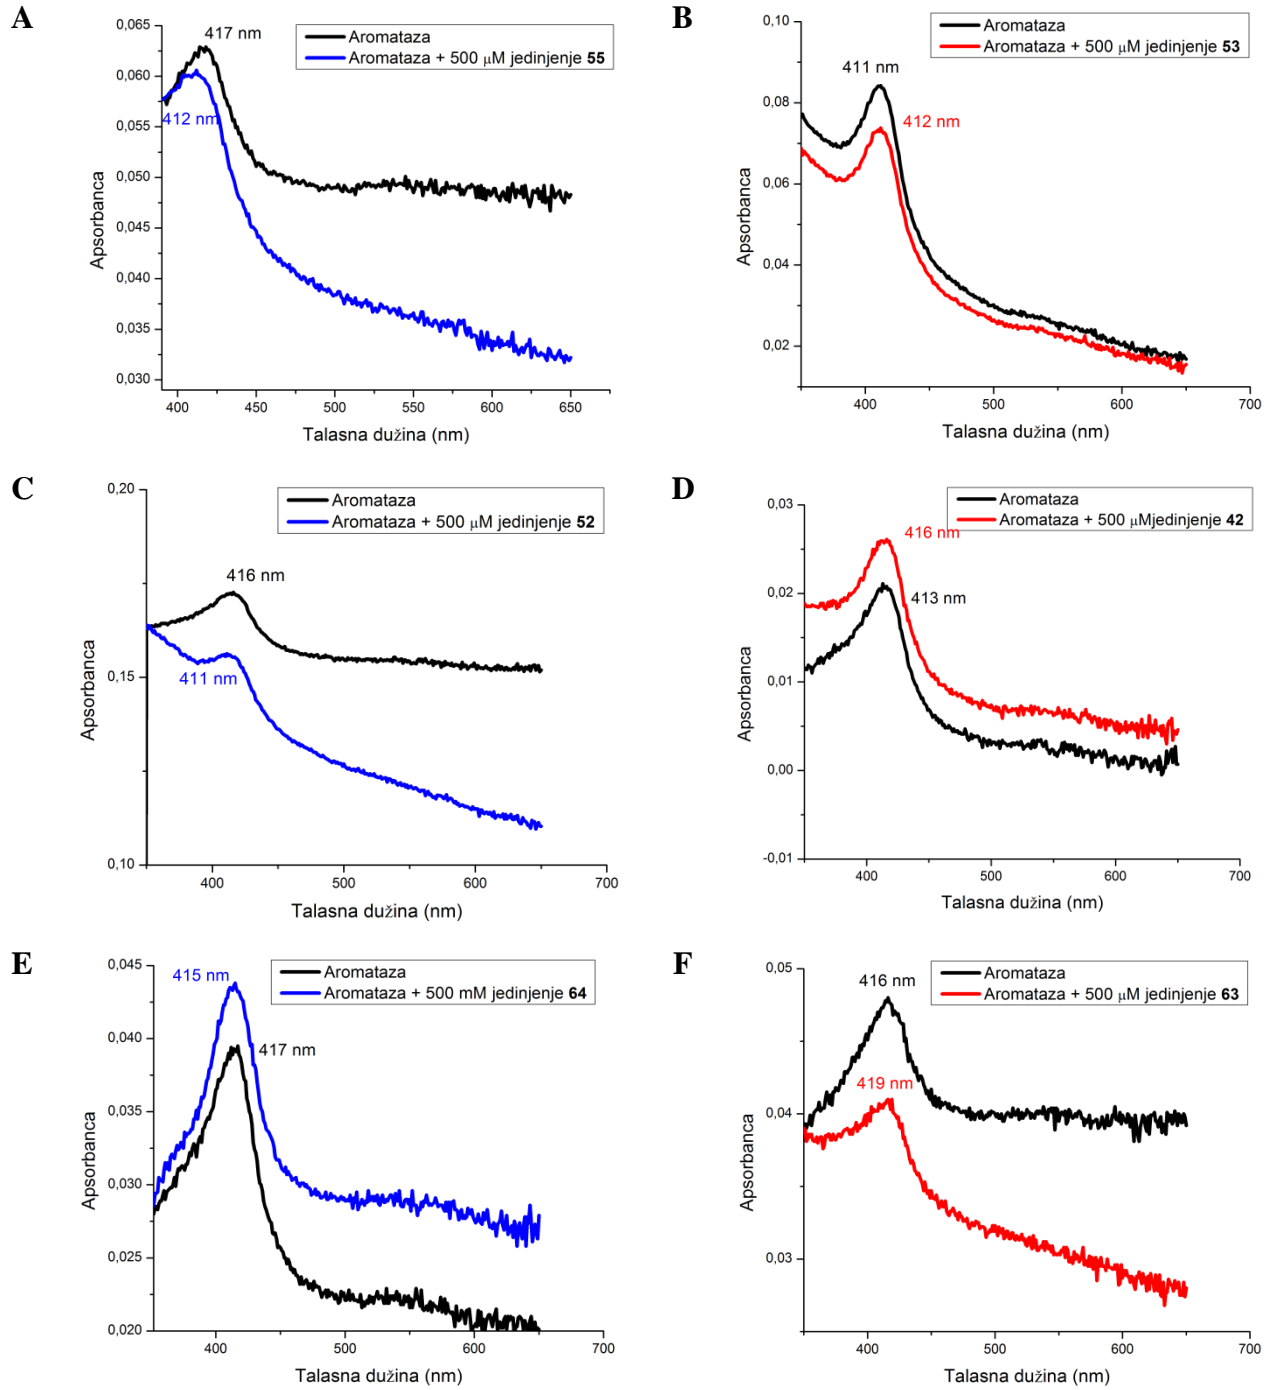 A
0,065
0,060
0,055
0,050
0,045
0,040
0,035
0,030
Apsorbanca
417 nm
412 nm
Aromataza
Aromataza + 500 μM jedinjenje 55
400 450 500 550 600 650
Talasna dužina (nm)
B
0,10
0,08
0,06
0,04
0,02
Apsorbanca
411 nm
412 nm
Aromataza
Aromataza + 500 μM jedinjenje 53
400 500 600 700
Talasna dužina (nm)
C
0,20
0,15
0,10
Apsorbanca
416 nm
411 nm
Aromataza
Aromataza + 500 μM jedinjenje 52
400 500 600 700
Talasna dužina (nm)
D
0,03
0,02
0,01
0,00
-0,01
Apsorbanca
416 nm
413 nm
Aromataza
Aromataza + 500 μMjedinjenje 42
400 500 600 700
Talasna dužina (nm)
E
0,045
0,040
0,035
0,030
0,025
0,020
Apsorbanca
415 nm
417 nm
Aromataza
Aromataza + 500 mM jedinjenje 64
400 500 600 700
Talasna dužina (nm)
F
0,05
0,04
0,03
Apsorbanca
416 nm
419 nm
Aromataza
Aromataza + 500 μM jedinjenje 63
400 500 600 700
Talasna dužina (nm)